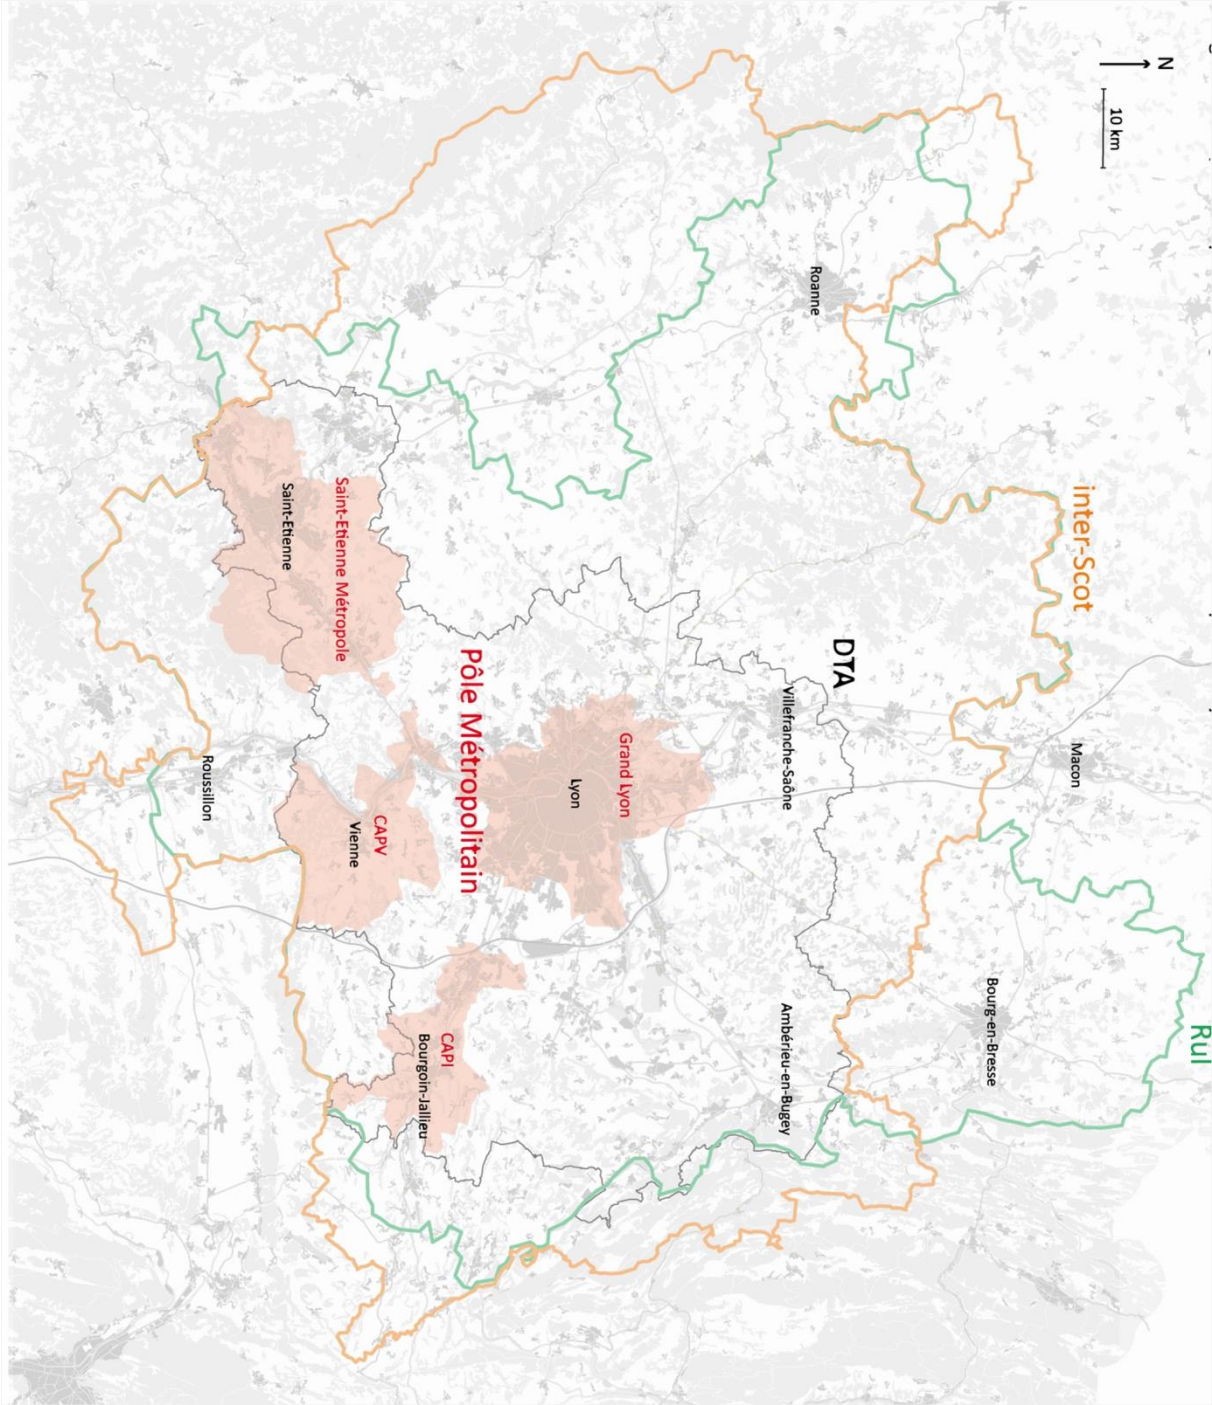 Rul
N
10 km
inter-Scot
Macon
Bourg-en-Bresse
DTA
Roanne
Villefranche-Saône
Ambérieu-en-Bugey
Grand Lyon
Lyon
Pôle Métropolitain
CAPI
Bourgoin-Jallieu
CAPV
Vienne
Saint-Etienne Métropole
Saint-Etienne
Roussillon